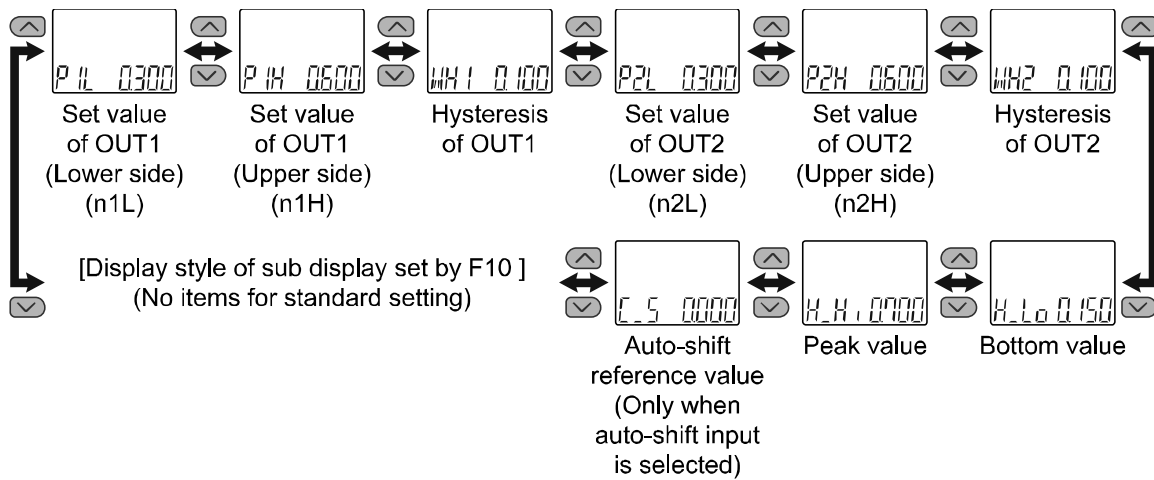 P1L 0.300
P1H 0.600
WH1 0.100
P2L 0.300
P2H 0.600
WH2 0.100
Set value
of OUT1
(Lower side)
(n1L)
Set value
of OUT1
(Upper side)
(n1H)
Hysteresis
of OUT1
Set value
of OUT2
(Lower side)
(n2L)
Set value
of OUT2
(Upper side)
(n2H)
Hysteresis
of OUT2
[Display style of sub display set by F10 ]
(No items for standard setting)
C_S 0.000
H_Hi 0.700
H_Lo 0.150
Auto-shift
reference value
(Only when
auto-shift input
is selected)
Peak value
Bottom value